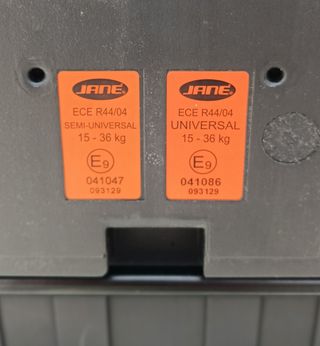 JANE
ECE R44/04
SEMI-UNIVERSAL
15 - 36 kg
E9
041047
093129
JANE
ECE R44/04
UNIVERSAL
15 - 36 kg
E9
041086
093129